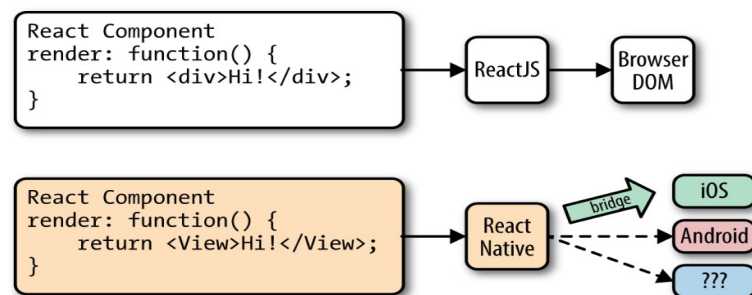 React Component
render: function() {
    return <div>Hi!</div>;
}
ReactJS
Browser
DOM
React Component
render: function() {
    return <View>Hi!</View>;
}
React
Native
bridge
iOS
Android
???